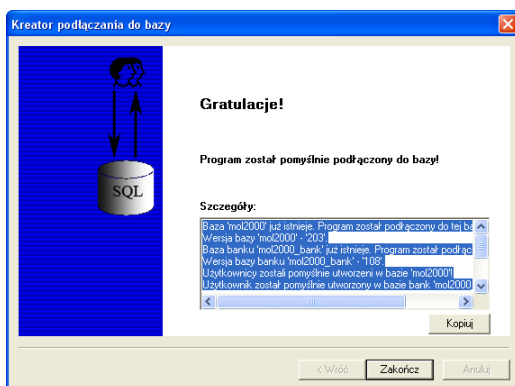 Kreator podłączania do bazy
SQL
Gratulacje!
Program został pomyślnie podłączony do bazy!
Szczegóły:
Baza 'mol2000' już istnieje. Program został podłączony do tej ba
Wersja bazy 'mol2000' - '203'.
Baza banku 'mol2000_bank' już istnieje. Program został podłąc
Wersja bazy banku 'mol2000_bank' - '108'.
Użytkownicy zostali pomyślnie utworzeni w bazie 'mol2000'!
Użytkownik został pomyślnie utworzony w bazie bank 'mol2000
Kopiuj
< Wróć
Zakończ
Anuluj